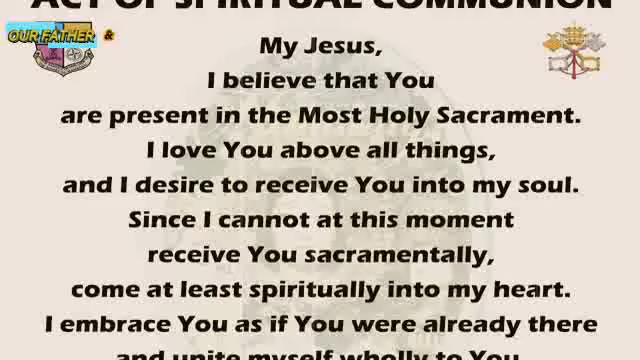 ACT OF SPIRITUAL COMMUNION
OUR FATHER &
My Jesus,
I believe that You
are present in the Most Holy Sacrament.
I love You above all things,
and I desire to receive You into my soul.
Since I cannot at this moment
receive You sacramentally,
come at least spiritually into my heart.
I embrace You as if You were already there
and unite myself wholly to You